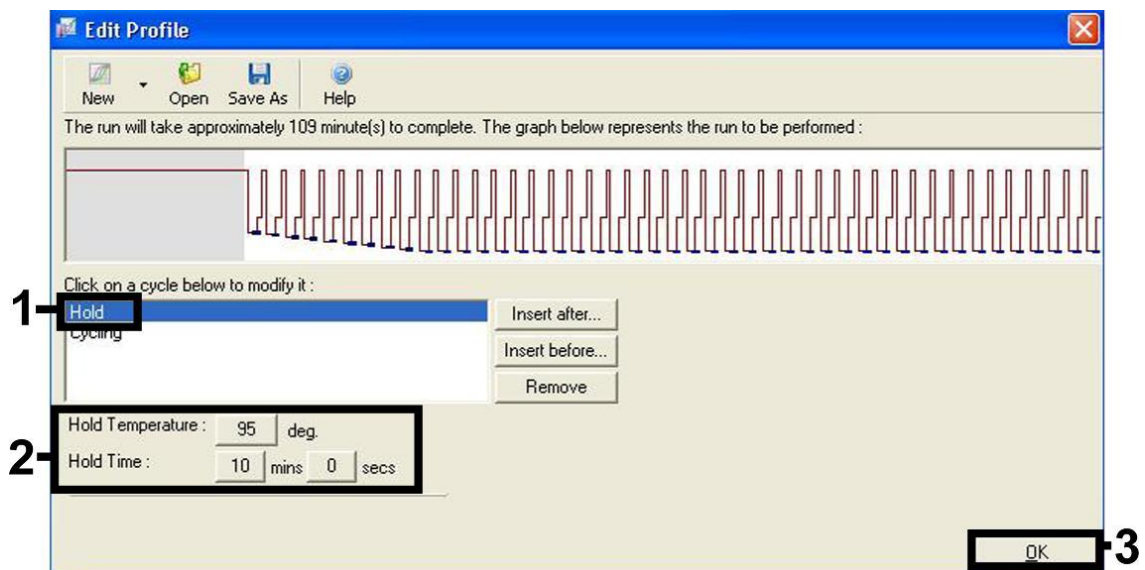 Edit Profile
New Open Save As Help
The run will take approximately 109 minute(s) to complete. The graph below represents the run to be performed :
Click on a cycle below to modify it :
1
Hold
Insert after...
Cycling
Insert before...
Remove
2
Hold Temperature : 95 deg.
Hold Time : 10 mins 0 secs
OK
3